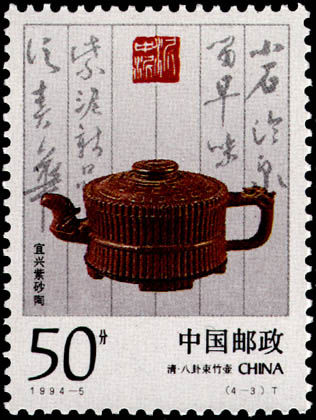 小石冷泉
留早味
紫泥新品
泛春華
宜兴紫砂陶
50分
中国邮政
清·八卦束竹壶 CHINA
1994-5
(4-3)T